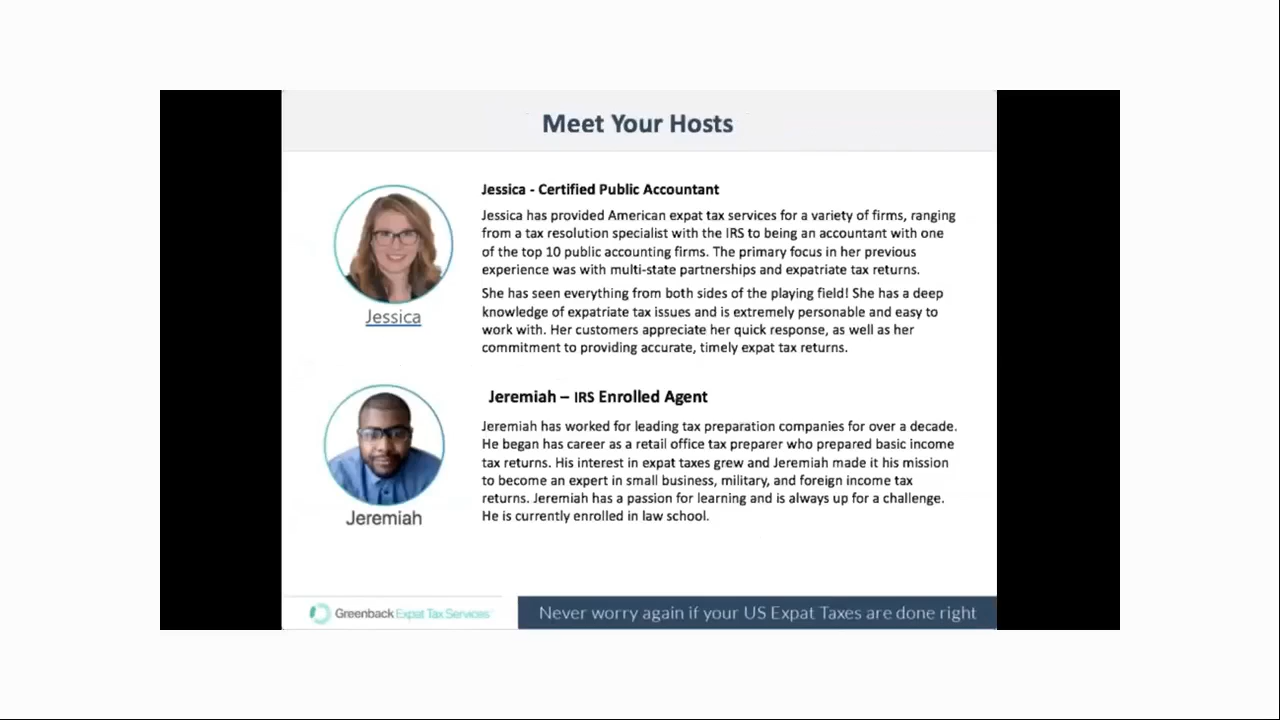 Meet Your Hosts
Jessica - Certified Public Accountant
Jessica has provided American expat tax services for a variety of firms, ranging
from a tax resolution specialist with the IRS to being an accountant with one
of the top 10 public accounting firms. The primary focus in her previous
experience was with multi-state partnerships and expatriate tax returns.
She has seen everything from both sides of the playing field! She has a deep
knowledge of expatriate tax issues and is extremely personable and easy to
work with. Her customers appreciate her quick response, as well as her
commitment to providing accurate, timely expat tax returns.
Jessica
Jeremiah – IRS Enrolled Agent
Jeremiah has worked for leading tax preparation companies for over a decade.
He began has career as a retail office tax preparer who prepared basic income
tax returns. His interest in expat taxes grew and Jeremiah made it his mission
to become an expert in small business, military, and foreign income tax
returns. Jeremiah has a passion for learning and is always up for a challenge.
He is currently enrolled in law school.
Jeremiah
Greenback Expat Tax Services
Never worry again if your US Expat Taxes are done right